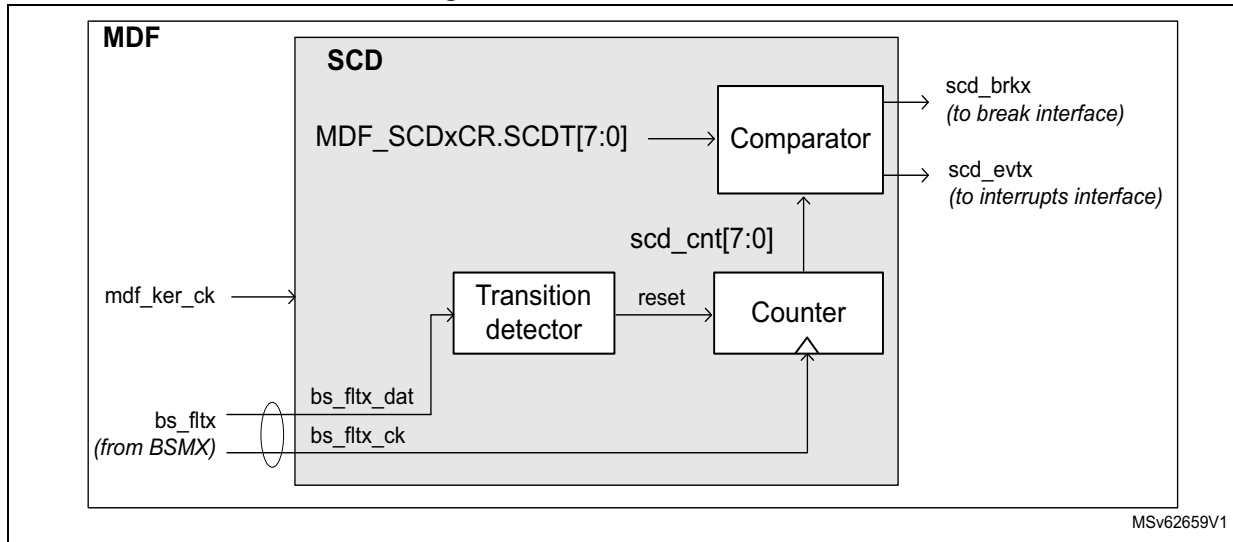 MDF
SCD
scd_brkx
(to break interface)
MDF_SCDxCR.SCDT[7:0]
Comparator
scd_evtx
(to interrupts interface)
scd_cnt[7:0]
mdf_ker_ck
Transition
detector
reset
Counter
bs_fltx_dat
bs_fltx
(from BSMX)
bs_fltx_ck
MSv62659V1